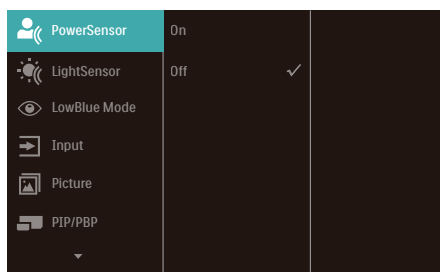 PowerSensor
On
LightSensor
Off
LowBlue Mode
Input
Picture
PIP/PBP